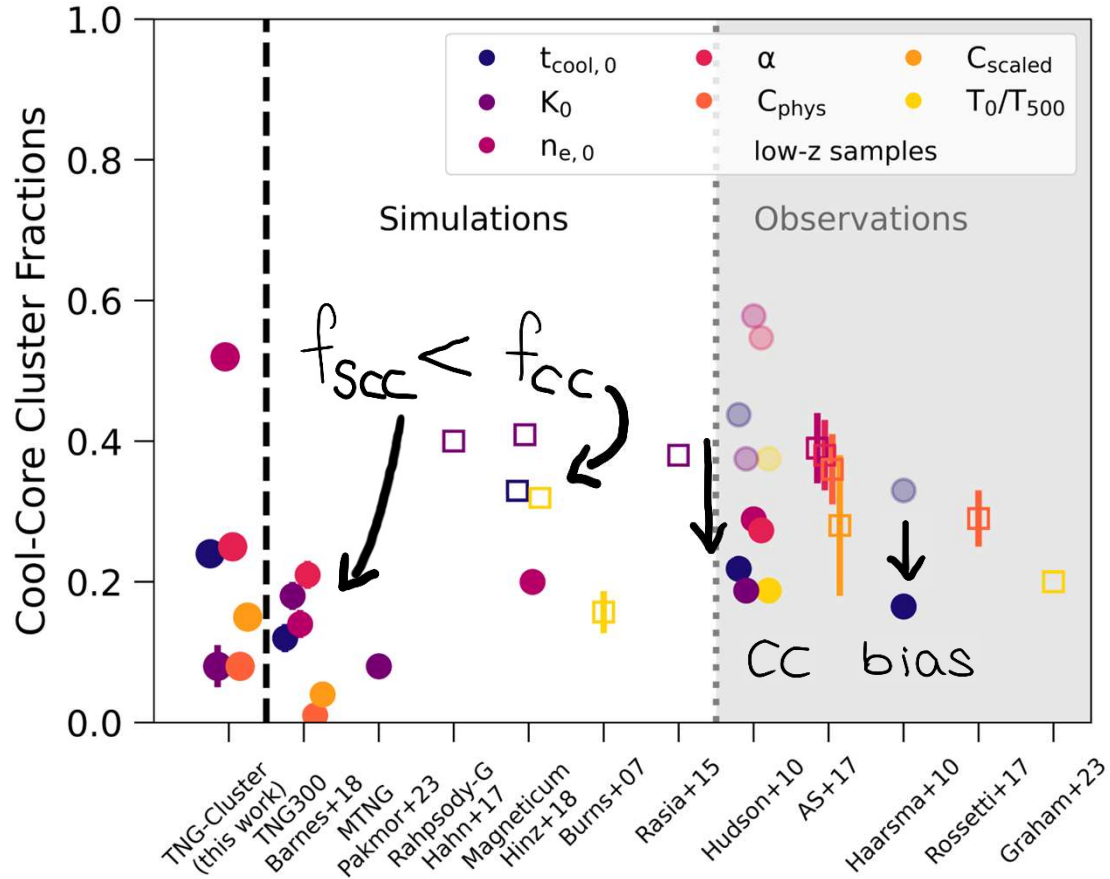 Cool-Core Cluster Fractions
1.0
0.8
0.6
0.4
0.2
0.0
t_cool, 0
K_0
n_e, 0
α
C_phys
C_scaled
T_0/T_500
low-z samples
Simulations
Observations
f_scc < f_cc
CC bias
TNG-Cluster
(this work)
TNG300
Barnes+18
MTNG
Pakmor+23
Rahpsody-G
Hahn+17
Magneticum
Hinz+18
Burns+07
Rasia+15
Hudson+10
AS+17
Haarsma+10
Rossetti+17
Graham+23